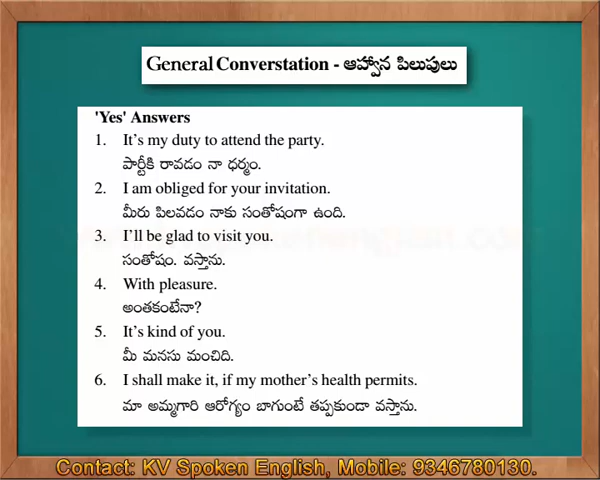 General Converstation - ఆహ్వాన పిలుపులు
'Yes' Answers
1. It's my duty to attend the party.
పార్టీకి రావడం నా ధర్మం.
2. I am obliged for your invitation.
మీరు పిలవడం నాకు సంతోషంగా ఉంది.
3. I'll be glad to visit you.
సంతోషం. వస్తాను.
4. With pleasure.
అంతకంటేనా?
5. It's kind of you.
మీ మనసు మంచిది.
6. I shall make it, if my mother's health permits.
మా అమ్మగారి ఆరోగ్యం బాగుంటే తప్పకుండా వస్తాను.
Contact: KV Spoken English, Mobile: 9346780130.